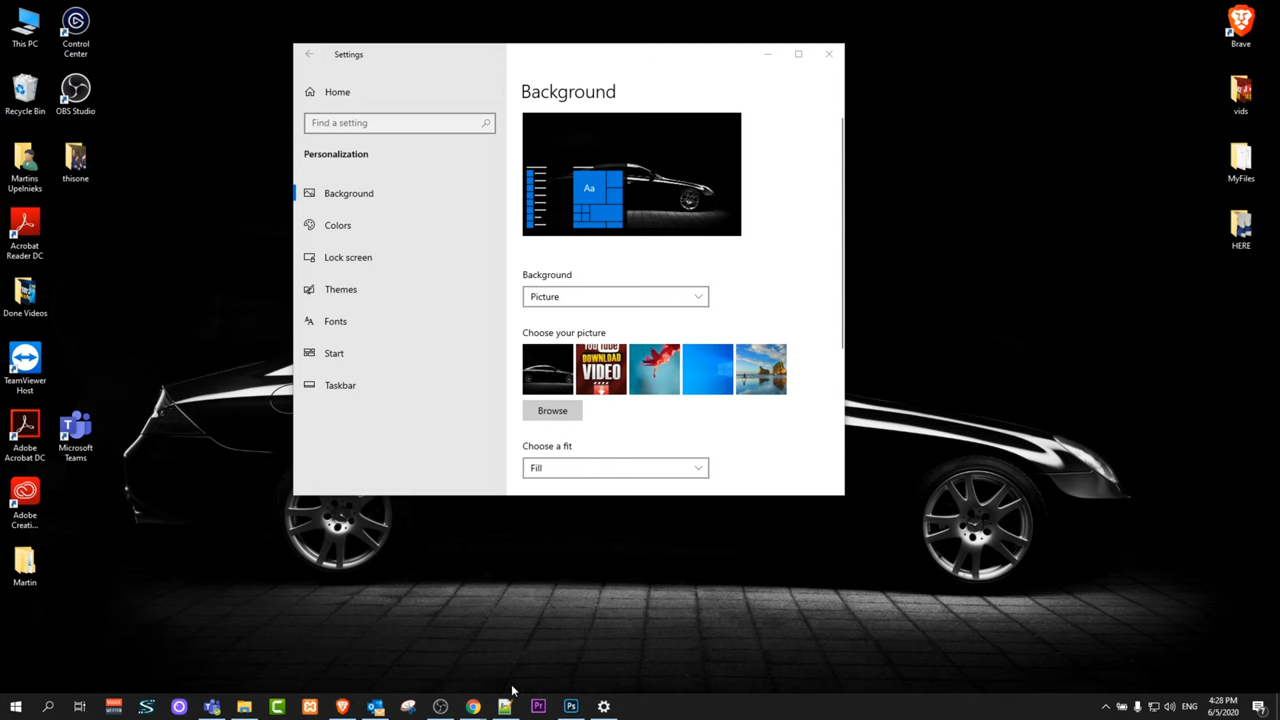 This PC
Control
Center
Recycle Bin
OBS Studio
Martins
Upelnieks
thisone
Acrobat
Reader DC
Done Videos
TeamViewer
Host
Adobe
Acrobat DC
Microsoft
Teams
Adobe
Creati...
Martin
Settings
Home
Find a setting
Personalization
Background
Colors
Lock screen
Themes
Fonts
Start
Taskbar
Background
Aa
Background
Picture
Choose your picture
YOUTUBE
DOWNLOAD
VIDEO
Browse
Choose a fit
Fill
Brave
vids
MyFiles
HERE
Pr
Ps
ENG
4:28 PM
6/5/2020